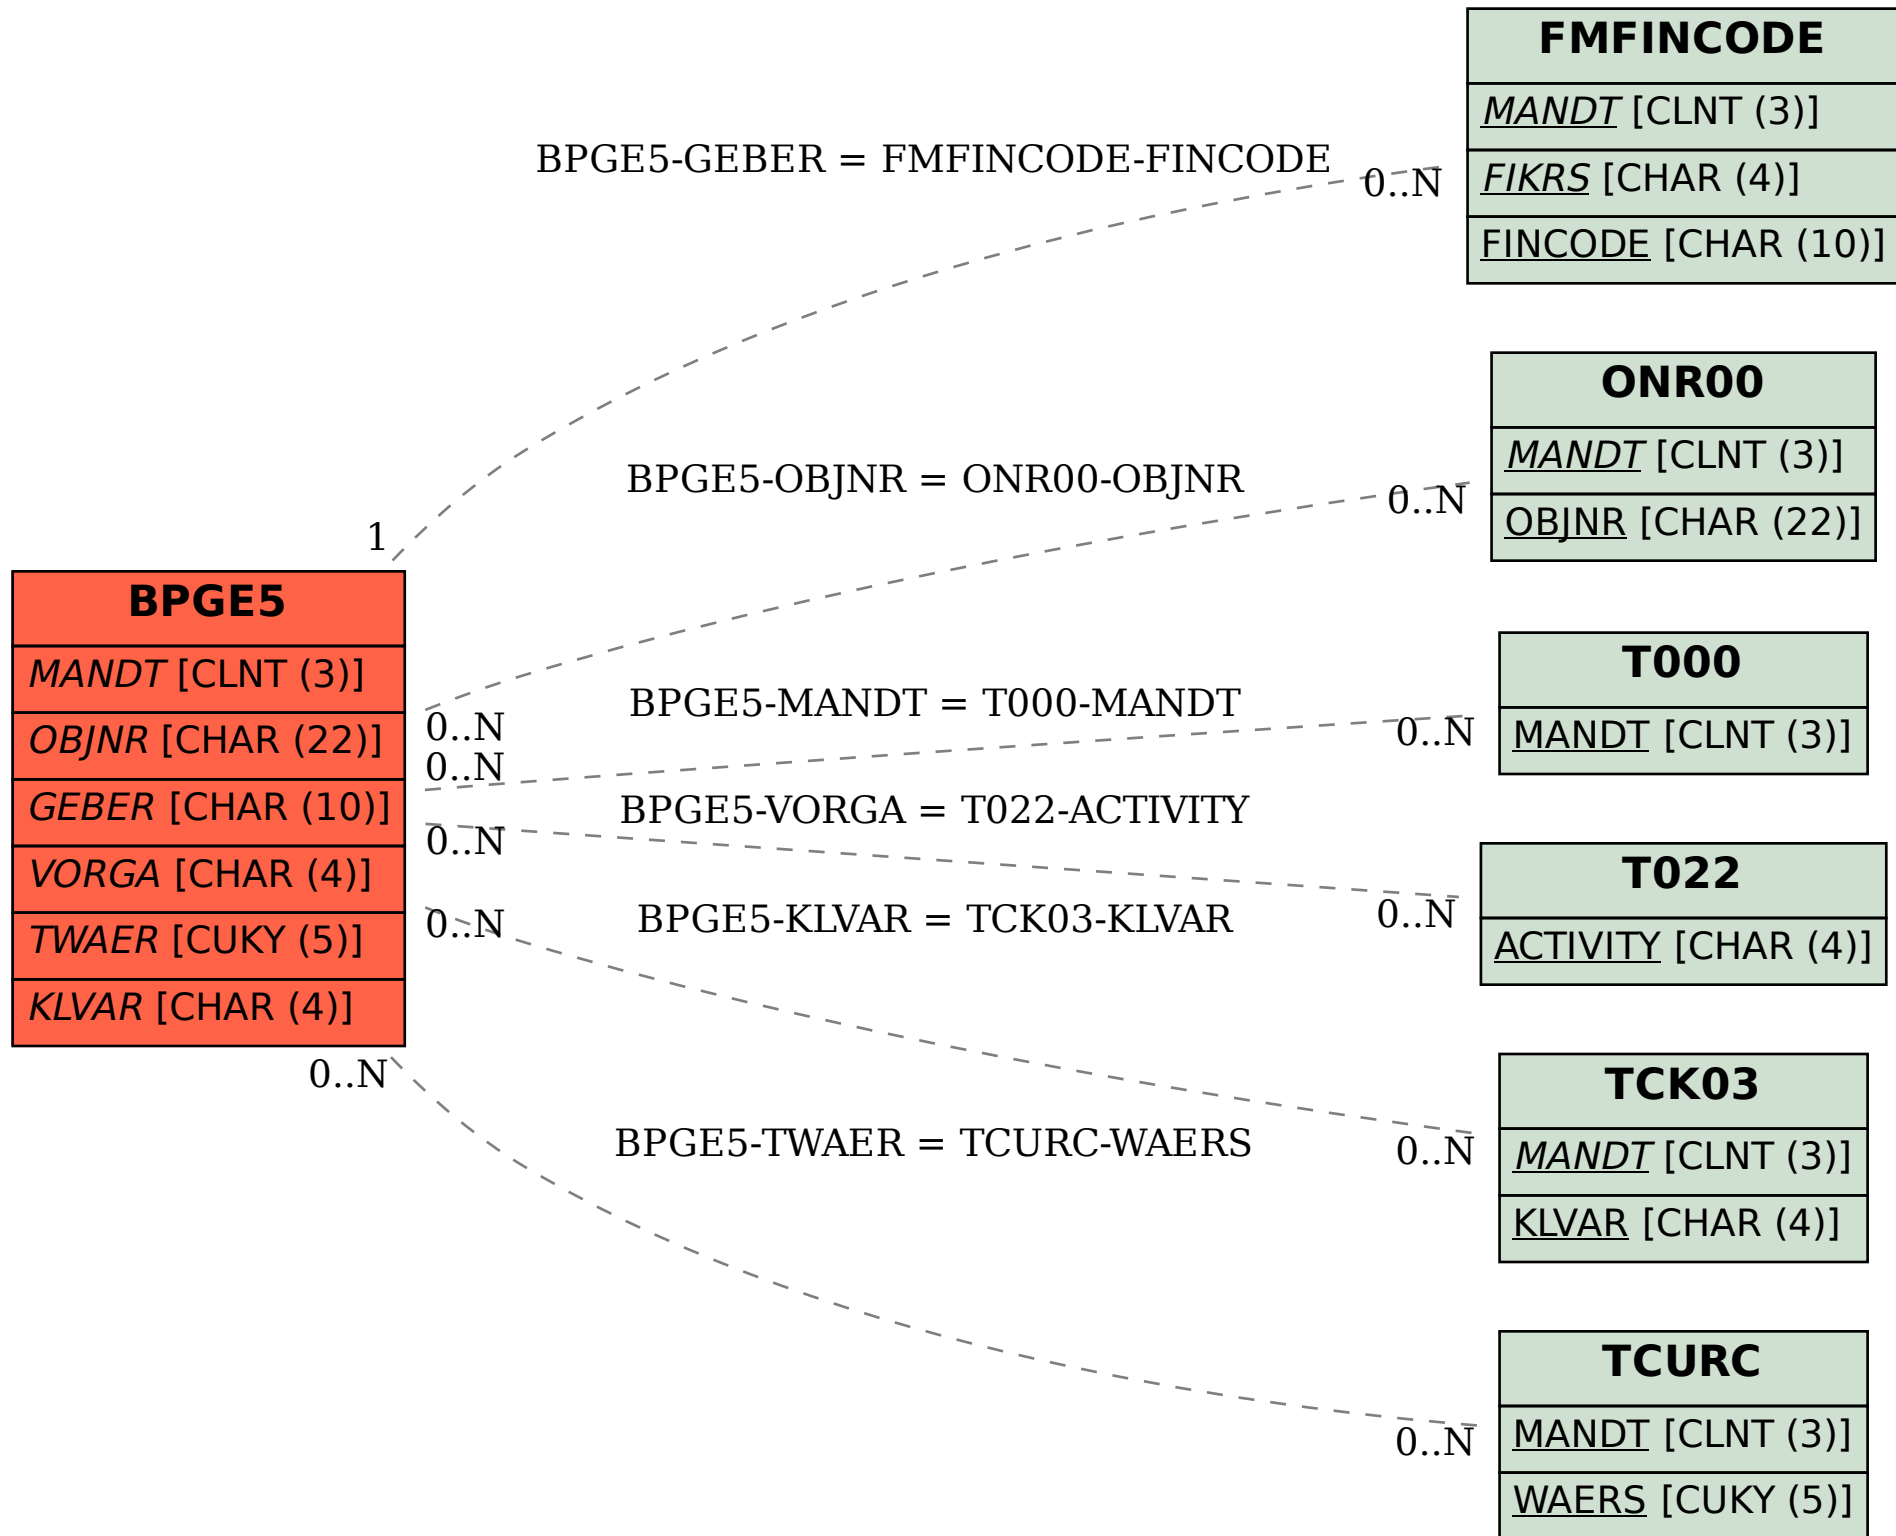 FMFINCODE
MANDT [CLNT (3)]
FIKRS [CHAR (4)]
FINCODE [CHAR (10)]
BPGE5-GEBER = FMFINCODE-FINCODE
0..N
1
ONR00
MANDT [CLNT (3)]
OBJNR [CHAR (22)]
BPGE5-OBJNR = ONR00-OBJNR
0..N
0..N
BPGE5
MANDT [CLNT (3)]
OBJNR [CHAR (22)]
GEBER [CHAR (10)]
VORGA [CHAR (4)]
TWAER [CUKY (5)]
KLVAR [CHAR (4)]
T000
MANDT [CLNT (3)]
BPGE5-MANDT = T000-MANDT
0..N
0..N
BPGE5-VORGA = T022-ACTIVITY
0..N
0..N
T022
ACTIVITY [CHAR (4)]
BPGE5-KLVAR = TCK03-KLVAR
0..N
0..N
TCK03
MANDT [CLNT (3)]
KLVAR [CHAR (4)]
BPGE5-TWAER = TCURC-WAERS
0..N
0..N
TCURC
MANDT [CLNT (3)]
WAERS [CUKY (5)]